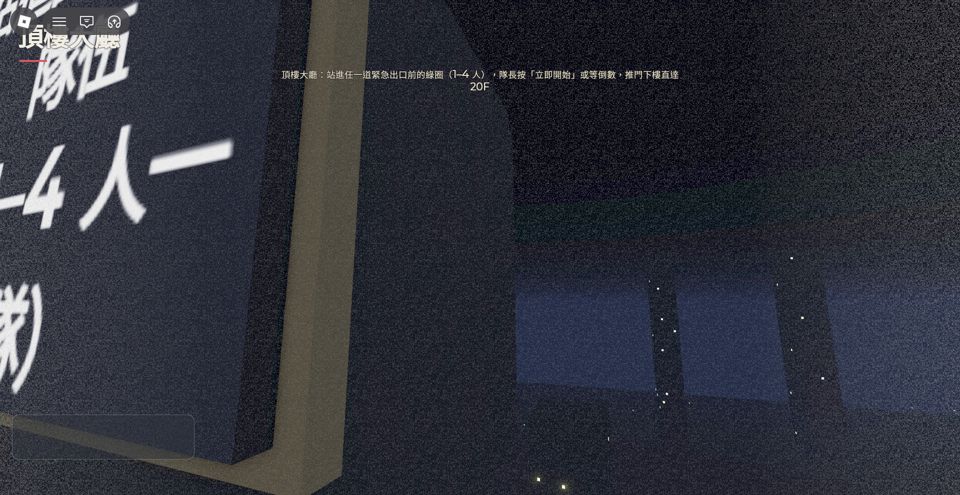 頂樓大廳
頂樓大廳：站進任一道緊急出口前的綠圈（1–4 人），隊長按「立即開始」或等倒數，推門下樓直達
20F
隊伍
–4 人一
隊）